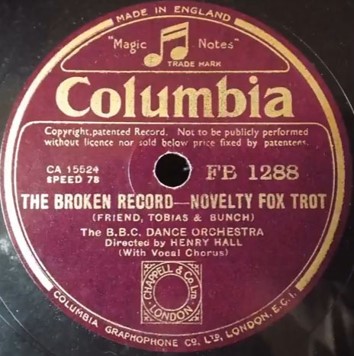 MADE IN ENGLAND
"Magic Notes"
TRADE MARK
Columbia
Copyright, patented Record. Not to be publicly performed
without licence nor sold below price fixed by patentees.
CA 15524
SPEED 78
FB 1288
THE BROKEN RECORD—NOVELTY FOX TROT
(FRIEND, TOBIAS & BUNCH)
The B.B.C. DANCE ORCHESTRA
Directed by HENRY HALL
(With Vocal Chorus)
CHAPPELL & Co Ltd
LONDON
COLUMBIA GRAPHOPHONE Co. LTD, LONDON, E.C.1.